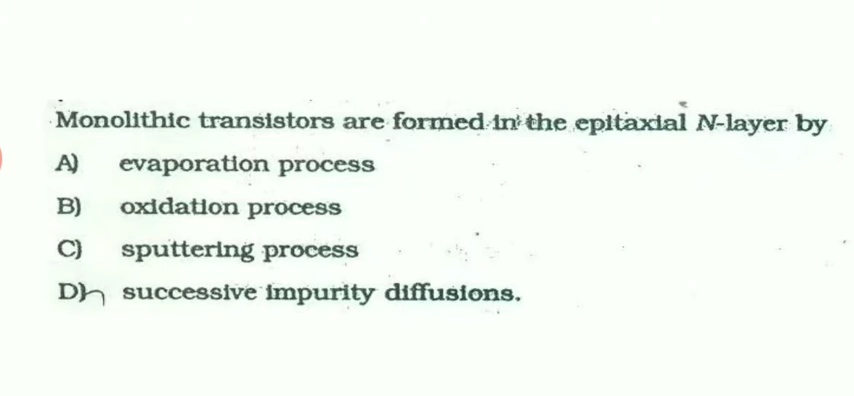 Monolithic transistors are formed in the epitaxial N-layer by
A) evaporation process
B) oxidation process
C) sputtering process
D) successive impurity diffusions.